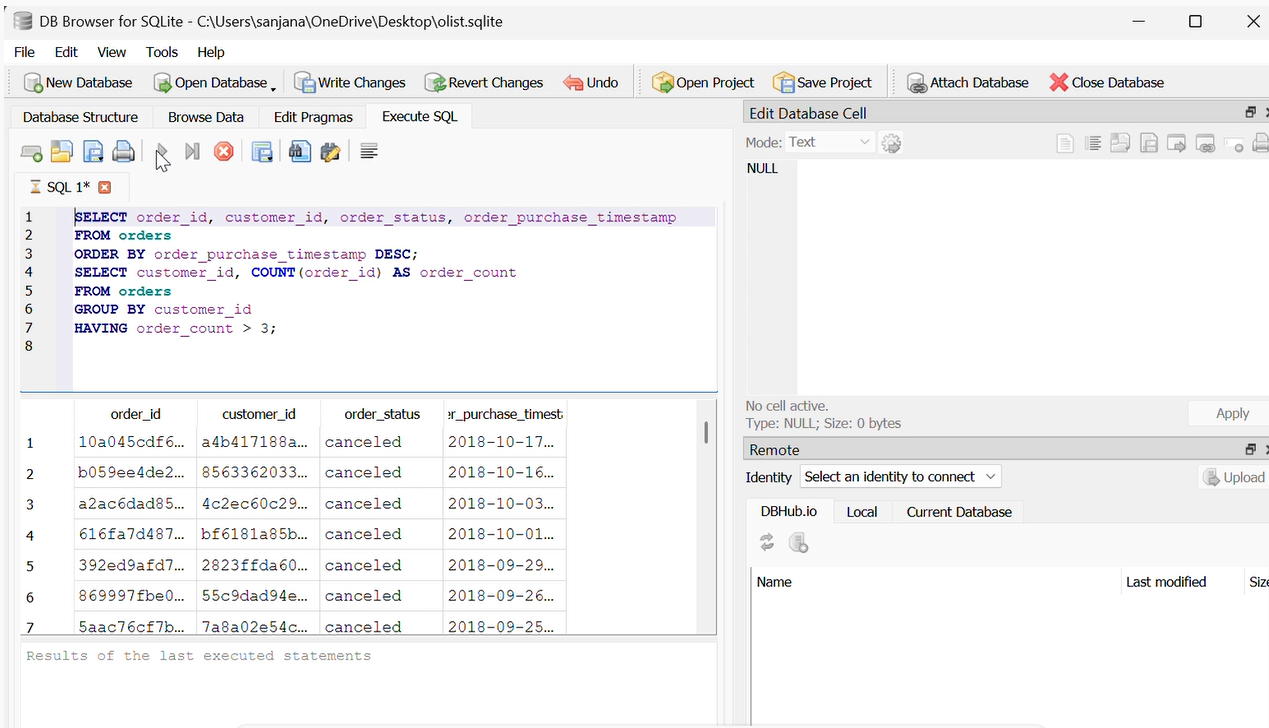 DB Browser for SQLite - C:\Users\sanjana\OneDrive\Desktop\olist.sqlite
File Edit View Tools Help
New Database Open Database Write Changes Revert Changes Undo Open Project Save Project Attach Database Close Database
Database Structure Browse Data Edit Pragmas Execute SQL
SQL 1*
1 SELECT order_id, customer_id, order_status, order_purchase_timestamp
2 FROM orders
3 ORDER BY order_purchase_timestamp DESC;
4 SELECT customer_id, COUNT(order_id) AS order_count
5 FROM orders
6 GROUP BY customer_id
7 HAVING order_count > 3;
8
order_id customer_id order_status er_purchase_timest
1 10a045cdf6... a4b417188a... canceled 2018-10-17...
2 b059ee4de2... 8563362033... canceled 2018-10-16...
3 a2ac6dad85... 4c2ec60c29... canceled 2018-10-03...
4 616fa7d487... bf6181a85b... canceled 2018-10-01...
5 392ed9afd7... 2823ffda60... canceled 2018-09-29...
6 869997fbe0... 55c9dad94e... canceled 2018-09-26...
7 5aac76cf7b... 7a8a02e54c... canceled 2018-09-25...
Results of the last executed statements
Edit Database Cell
Mode: Text
NULL
No cell active.
Type: NULL; Size: 0 bytes
Apply
Remote
Identity Select an identity to connect Upload
DBHub.io Local Current Database
Name Last modified Size